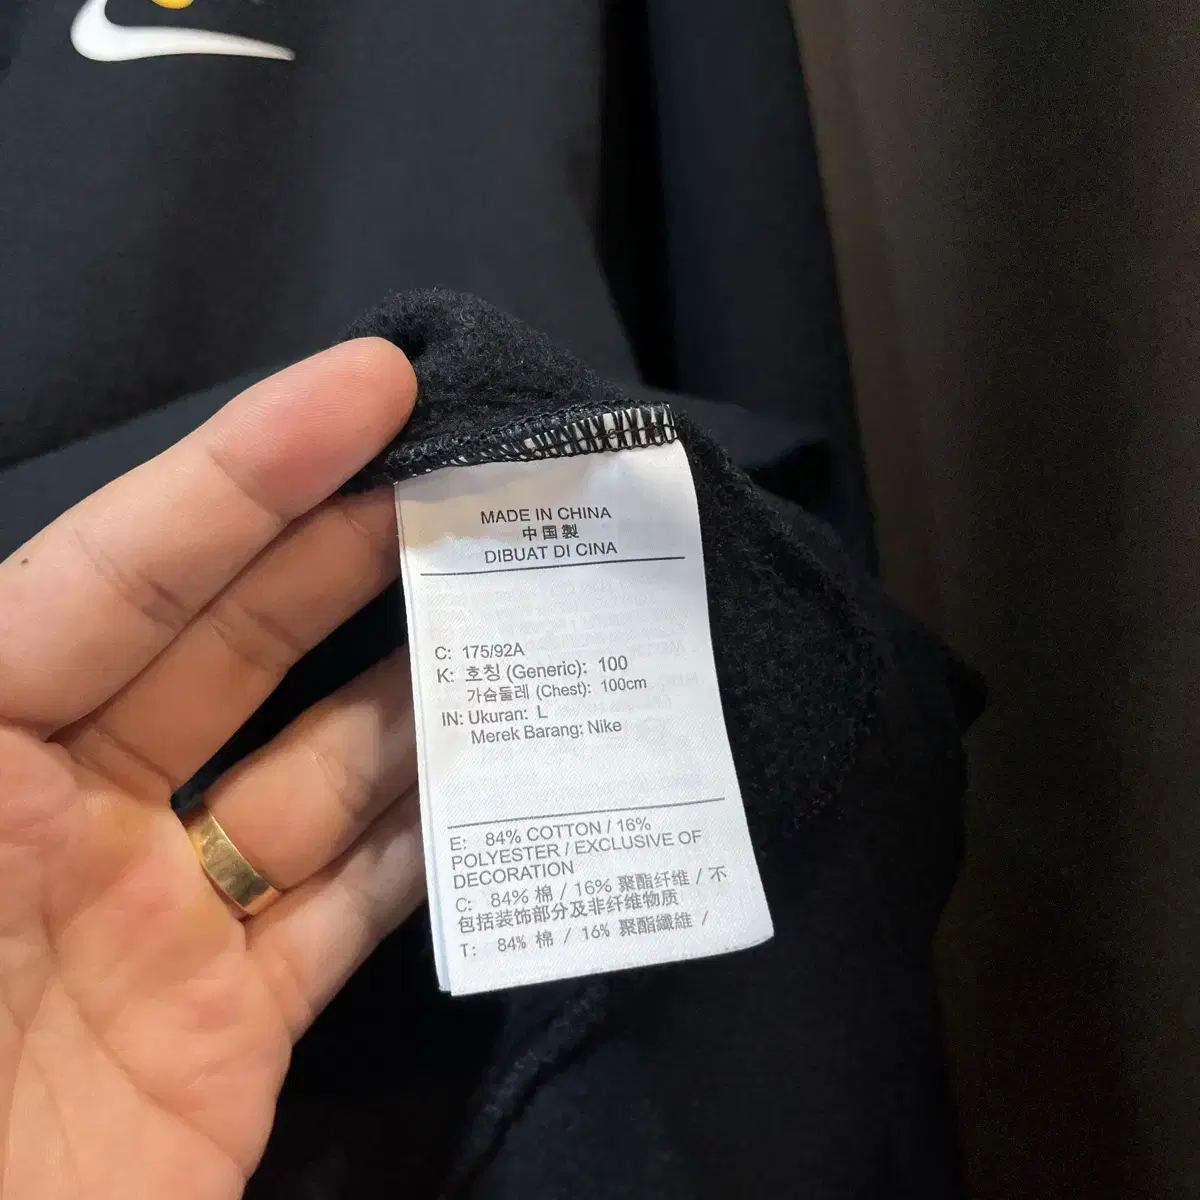 MADE IN CHINA
中国製
DIBUAT DI CINA
C: 175/92A
K: 호칭 (Generic): 100
가슴둘레 (Chest): 100cm
IN: Ukuran: L
Merek Barang: Nike
E: 84% COTTON / 16%
POLYESTER / EXCLUSIVE OF
DECORATION
C: 84% 棉 / 16% 聚酯纤维 / 不
包括装饰部分及非纤维物质
T: 84% 棉 / 16% 聚酯纖維 /